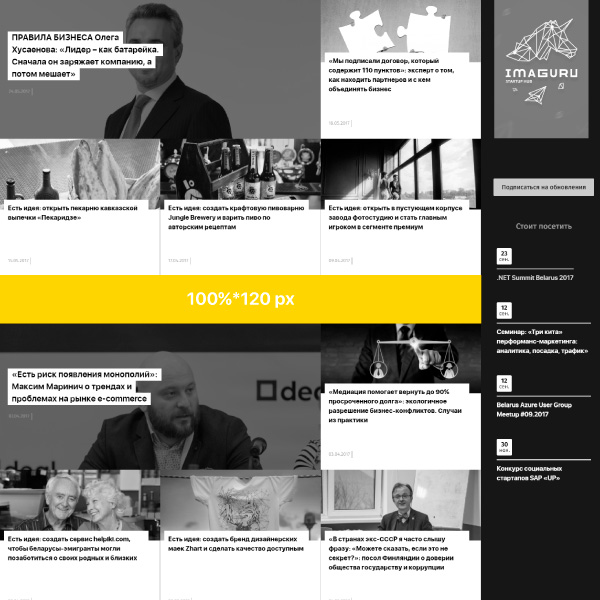 ПРАВИЛА БИЗНЕСА Олега
Хусаенова: «Лидер – как батарейка.
Сначала он заряжает компанию, а
потом мешает»
«Мы подписали договор, который
содержит 110 пунктов»: эксперт о том,
как находить партнеров и с кем
объединять бизнес
IMAGURU
STARTUP HUB
Есть идея: открыть пекарню кавказской
выпечки «Пекаридзе»
Есть идея: создать крафтовую пивоварню
Jungle Brewery и варить пиво по
авторским рецептам
Есть идея: открыть в пустующем корпусе
завода фотостудию и стать главным
игроком в сегменте премиум
Подписаться на обновление
Стоит посетить
23
СЕН.
.NET Summit Belarus 2017
12
СЕН.
Семинар: «Три кита»
перформанс-маркетинга:
аналитика, посадка, трафик»
12
СЕН.
Belarus Azure User Group
Meetup #09.2017
30
НОЯ.
Конкурс социальных
стартапов SAP «UP»
100%*120 px
«Есть риск появления монополий»:
Максим Маринич о трендах и
проблемах на рынке e-commerce
dec
«Медиация помогает вернуть до 90%
просроченного долга»: экологичное
разрешение бизнес-конфликтов. Случаи
из практики
Есть идея: создать сервис helptki.com,
чтобы беларусы-эмигранты могли
позаботиться о своих родных и близких
Есть идея: создать бренд дизайнерских
маек Zhart и сделать качество доступным
«В странах экс-СССР я часто слышу
фразу: «Можете сказать, если это не
секрет?»: посол Финляндии о доверии
общества государству и коррупции